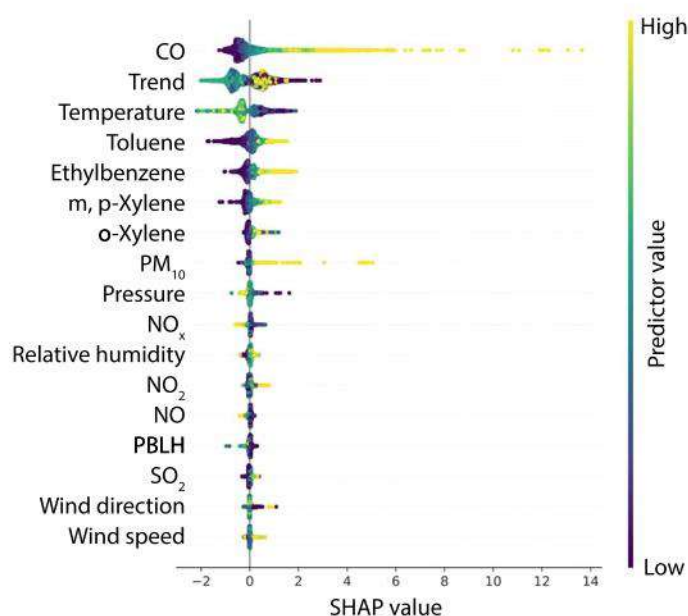 CO
Trend
Temperature
Toluene
Ethylbenzene
m, p-Xylene
o-Xylene
PM₁₀
Pressure
NOₓ
Relative humidity
NO₂
NO
PBLH
SO₂
Wind direction
Wind speed
−2 0 2 4 6 8 10 12 14
SHAP value
High
Predictor value
Low